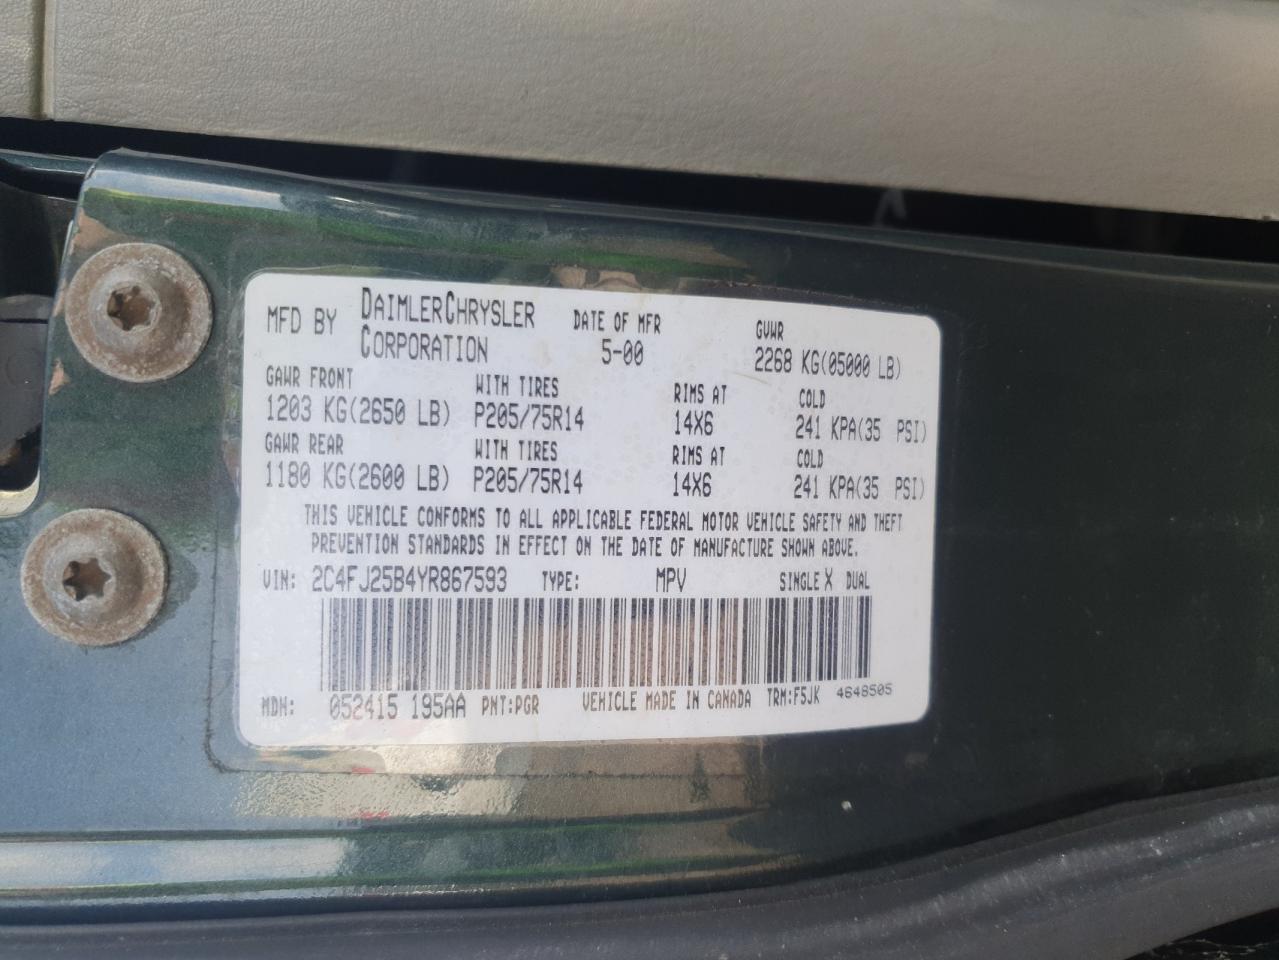 MFD BY DAIMLERCHRYSLER CORPORATION DATE OF MFR 5-00 GVWR 2268 KG(05000 LB)
GAWR FRONT WITH TIRES RIMS AT COLD
1203 KG(2650 LB) P205/75R14 14X6 241 KPA(35 PSI)
GAWR REAR WITH TIRES RIMS AT COLD
1180 KG(2600 LB) P205/75R14 14X6 241 KPA(35 PSI)
THIS VEHICLE CONFORMS TO ALL APPLICABLE FEDERAL MOTOR VEHICLE SAFETY AND THEFT
PREVENTION STANDARDS IN EFFECT ON THE DATE OF MANUFACTURE SHOWN ABOVE.
VIN: 2C4FJ25B4YR867593 TYPE: MPV SINGLE X DUAL
MDH: 052415 195AA PNT:PGR VEHICLE MADE IN CANADA TRM:F5JK 4648505